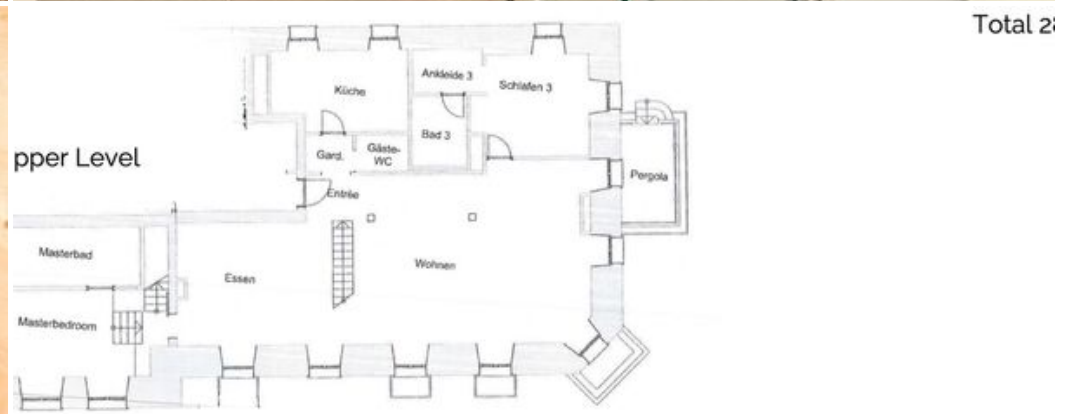 Total 28
pper Level
Küche
Ankleide 3
Schlafen 3
Bad 3
Gard.
Gäste-
WC
Entrée
Pergola
Masterbad
Essen
Wohnen
Masterbedroom